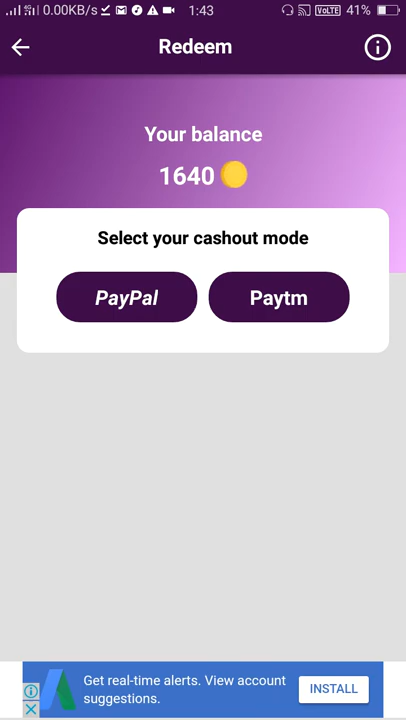 0.00KB/s 1:43 VoLTE 41%
Redeem
Your balance
1640
Select your cashout mode
PayPal Paytm
Get real-time alerts. View account
suggestions.
INSTALL